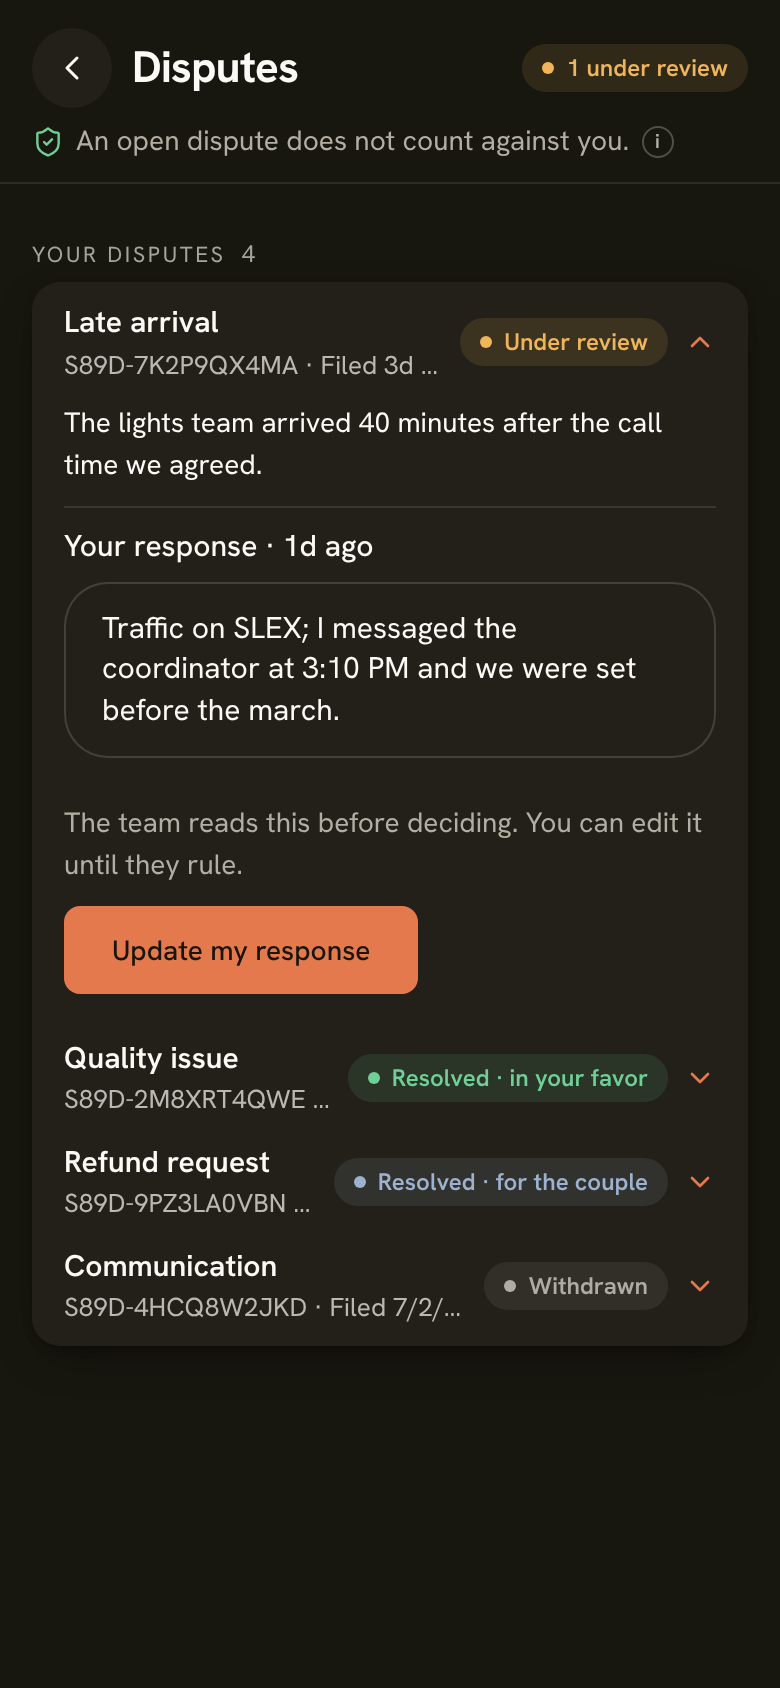 Disputes
1 under review
An open dispute does not count against you.
i
YOUR DISPUTES 4
Late arrival
S89D-7K2P9QX4MA · Filed 3d ...
Under review
The lights team arrived 40 minutes after the call
time we agreed.
Your response · 1d ago
Traffic on SLEX; I messaged the
coordinator at 3:10 PM and we were set
before the march.
The team reads this before deciding. You can edit it
until they rule.
Update my response
Quality issue
S89D-2M8XRT4QWE ...
Resolved · in your favor
Refund request
S89D-9PZ3LA0VBN ...
Resolved · for the couple
Communication
S89D-4HCQ8W2JKD · Filed 7/2/...
Withdrawn